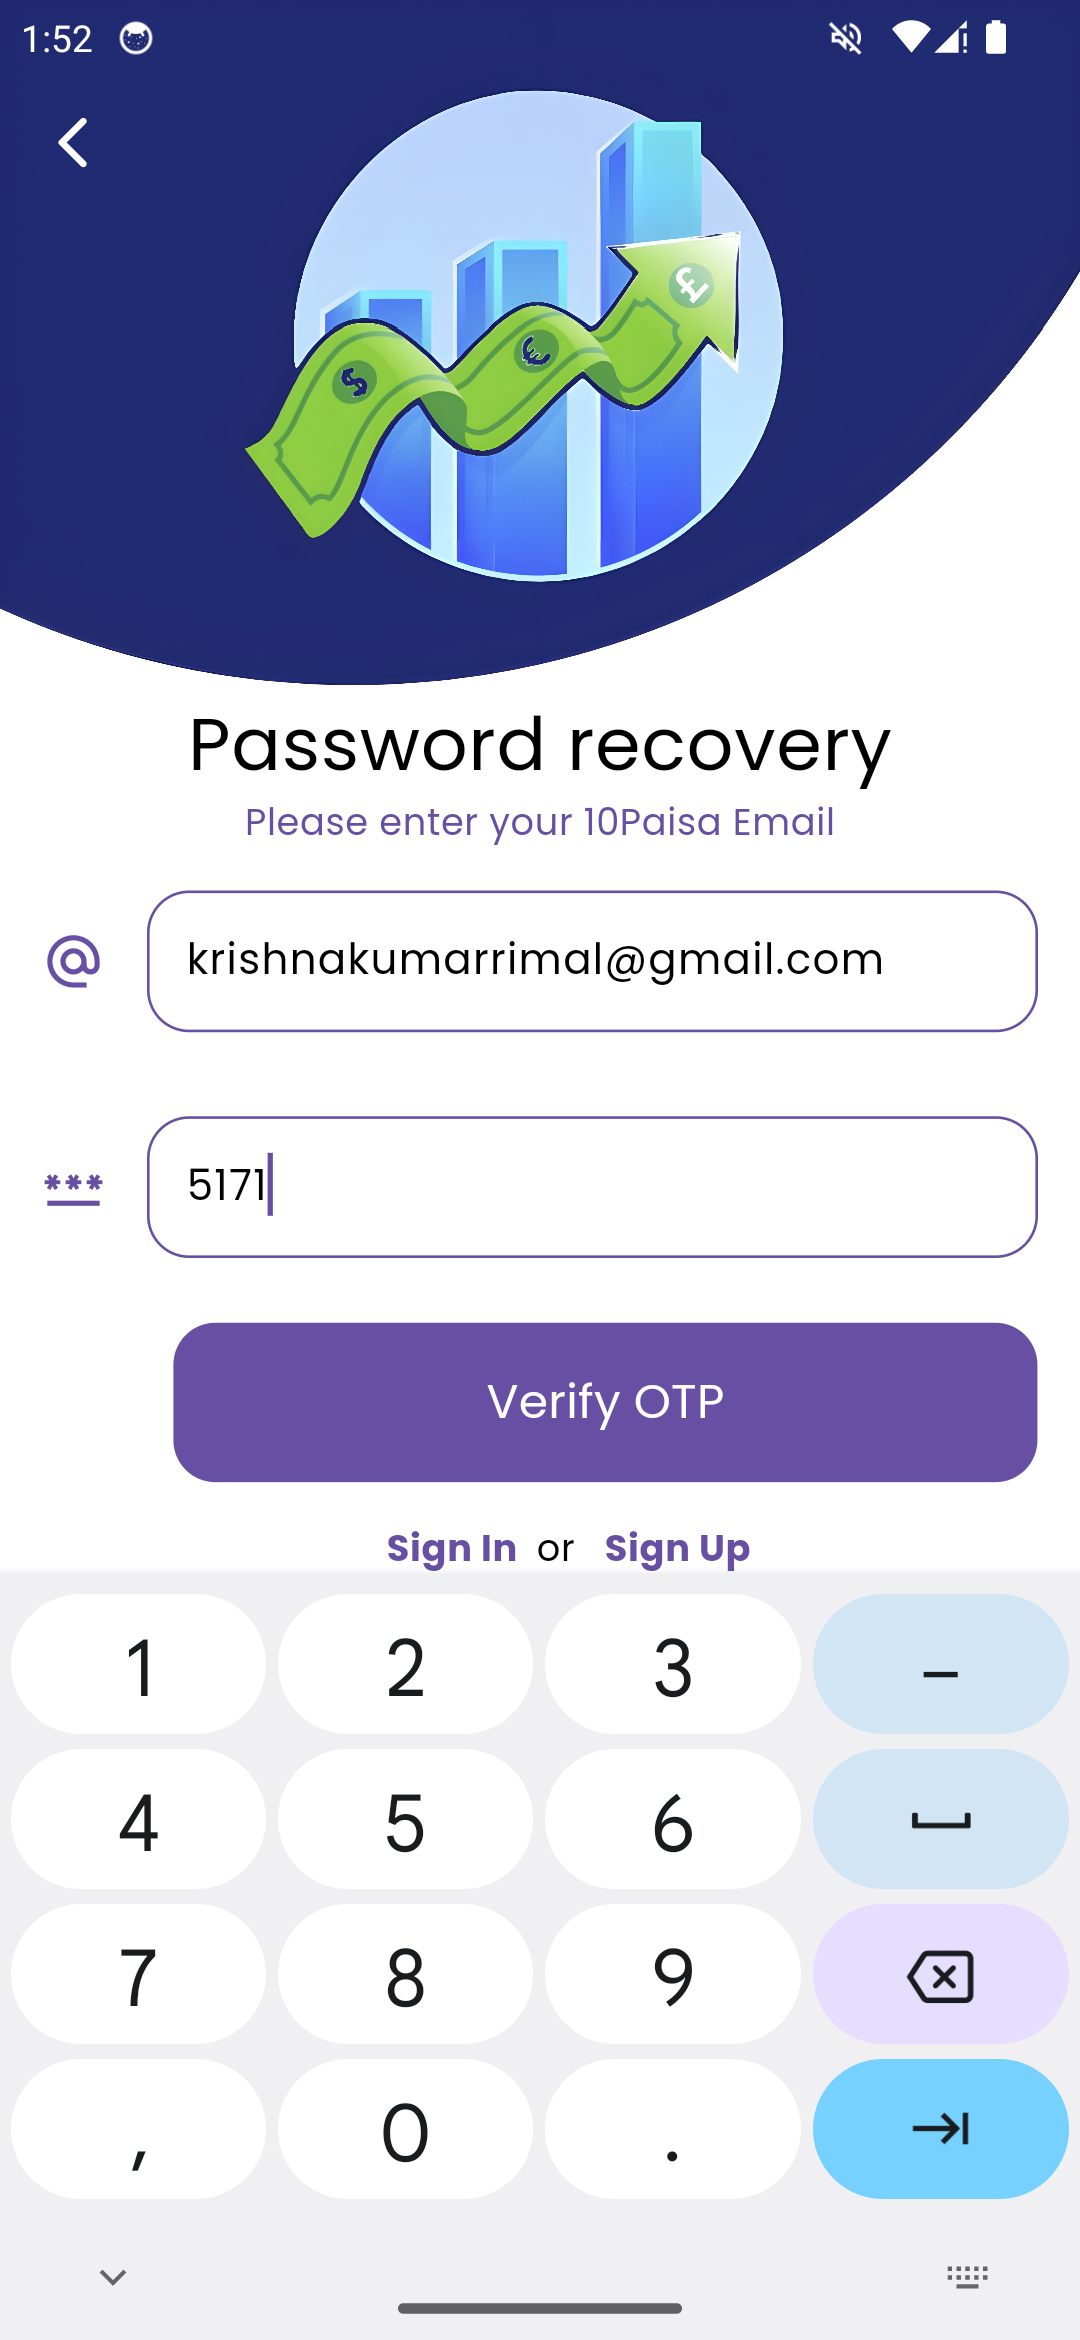 1:52
$
€
£
Password recovery
Please enter your 10Paisa Email
krishnakumarrimal@gmail.com
***
5171
Verify OTP
Sign In or Sign Up
1 2 3 –
4 5 6
7 8 9
, 0 .